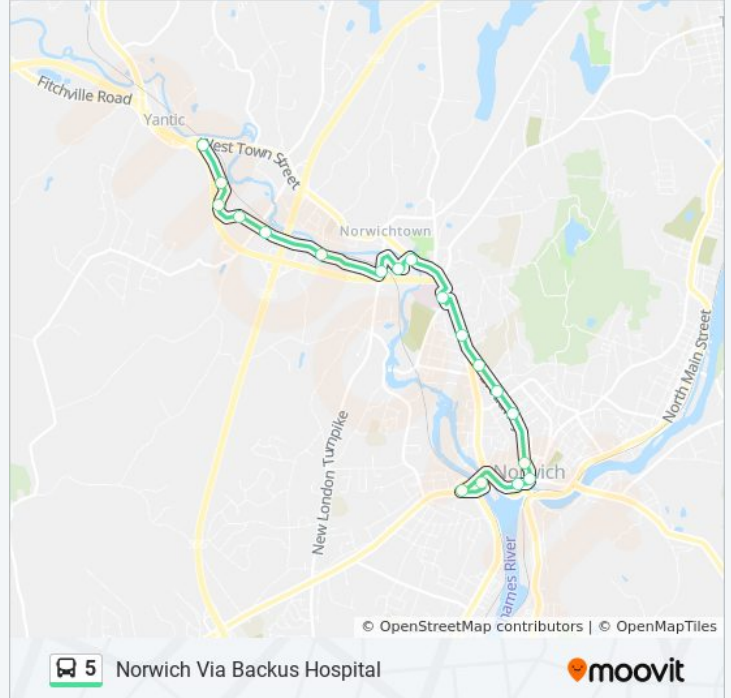 Fitchville Road
Yantic
West Town Street
Norwichtown
North Main Street
New London Turnpike
Norwich
Thames River
© OpenStreetMap contributors | © OpenMapTiles
5 Norwich Via Backus Hospital
moovit